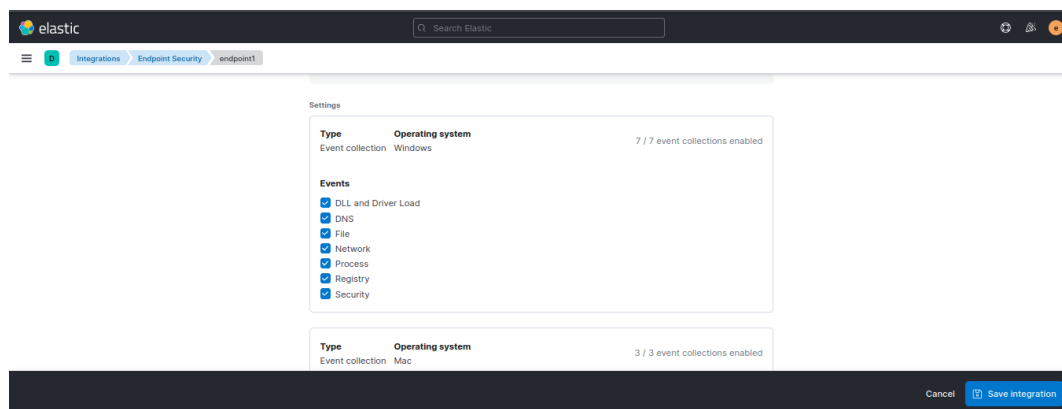 elastic
Search Elastic
e
D
Integrations
Endpoint Security
endpoint1
Settings
Type Operating system
Event collection Windows
7 / 7 event collections enabled
Events
DLL and Driver Load
DNS
File
Network
Process
Registry
Security
Type Operating system
Event collection Mac
3 / 3 event collections enabled
Cancel Save integration